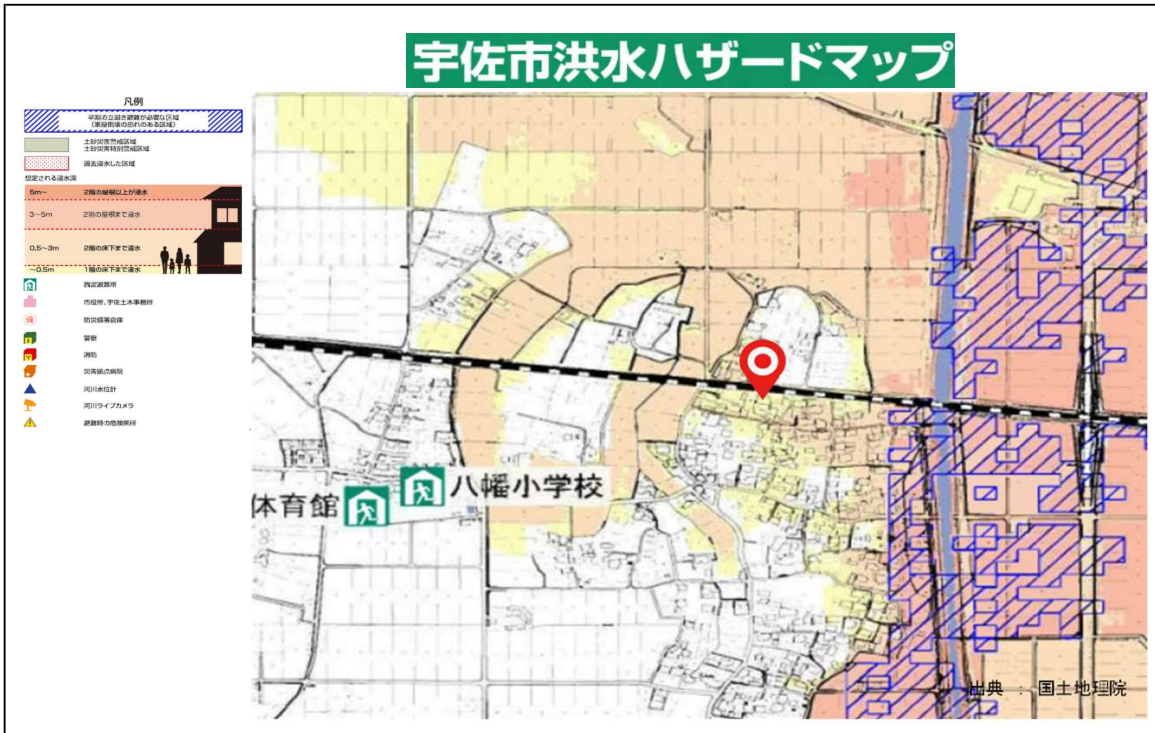 宇佐市洪水ハザードマップ
凡例
早期の立退き避難が必要な区域
(家屋倒壊の恐れのある区域)
土砂災害警戒区域
土砂災害特別警戒区域
過去浸水した区域
想定される浸水深
5m〜 2階の屋根以上が浸水
3〜5m 2階の屋根まで浸水
0.5〜3m 2階の床下まで浸水
〜0.5m 1階の床下まで浸水
指定避難所
市役所、宇佐土木事務所
防災備蓄倉庫
警察
消防
災害拠点病院
河川水位計
河川ライブカメラ
避難時の危険箇所
八幡小学校
体育館
出典 : 国土地理院